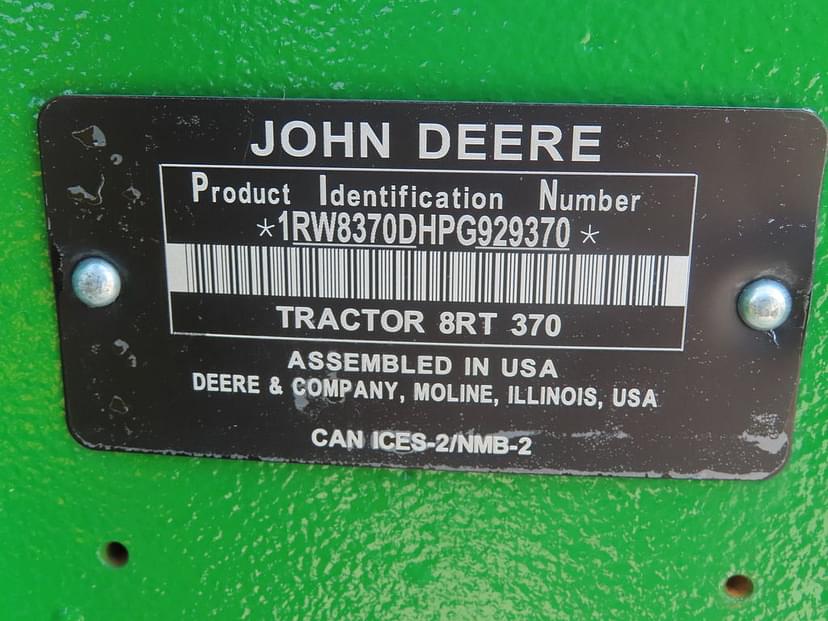 JOHN DEERE
Product Identification Number
*1RW8370DHPG929370*
TRACTOR 8RT 370
ASSEMBLED IN USA
DEERE & COMPANY, MOLINE, ILLINOIS, USA
CAN ICES-2/NMB-2